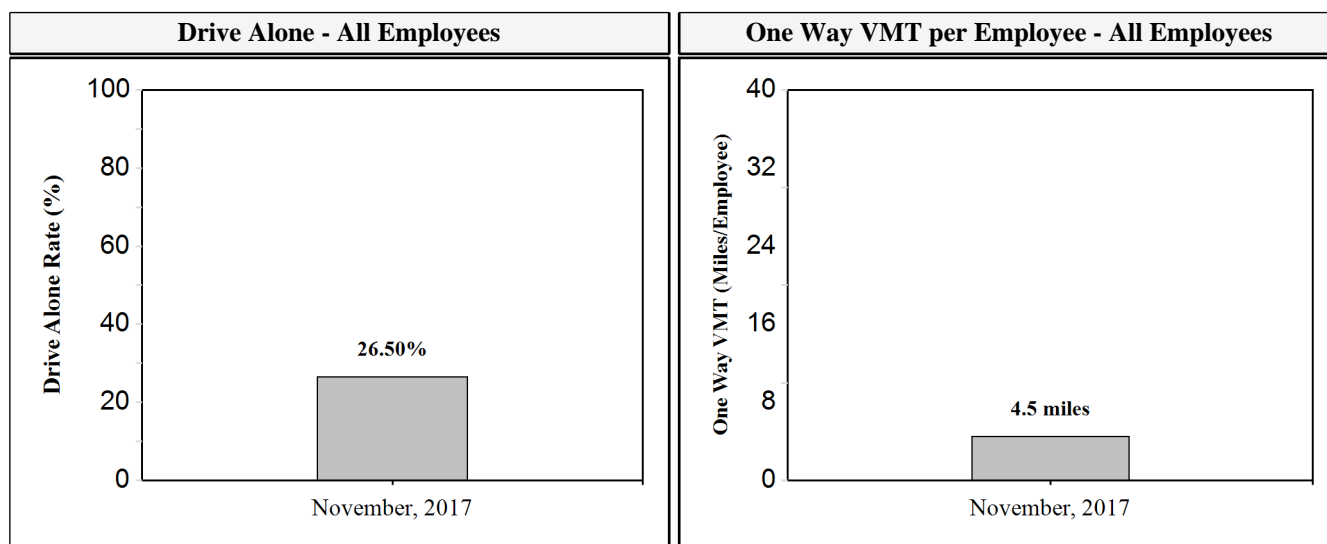 Drive Alone - All Employees
One Way VMT per Employee - All Employees
Drive Alone Rate (%)
100
80
60
40
20
0
26.50%
November, 2017
One Way VMT (Miles/Employee)
40
32
24
16
8
0
4.5 miles
November, 2017